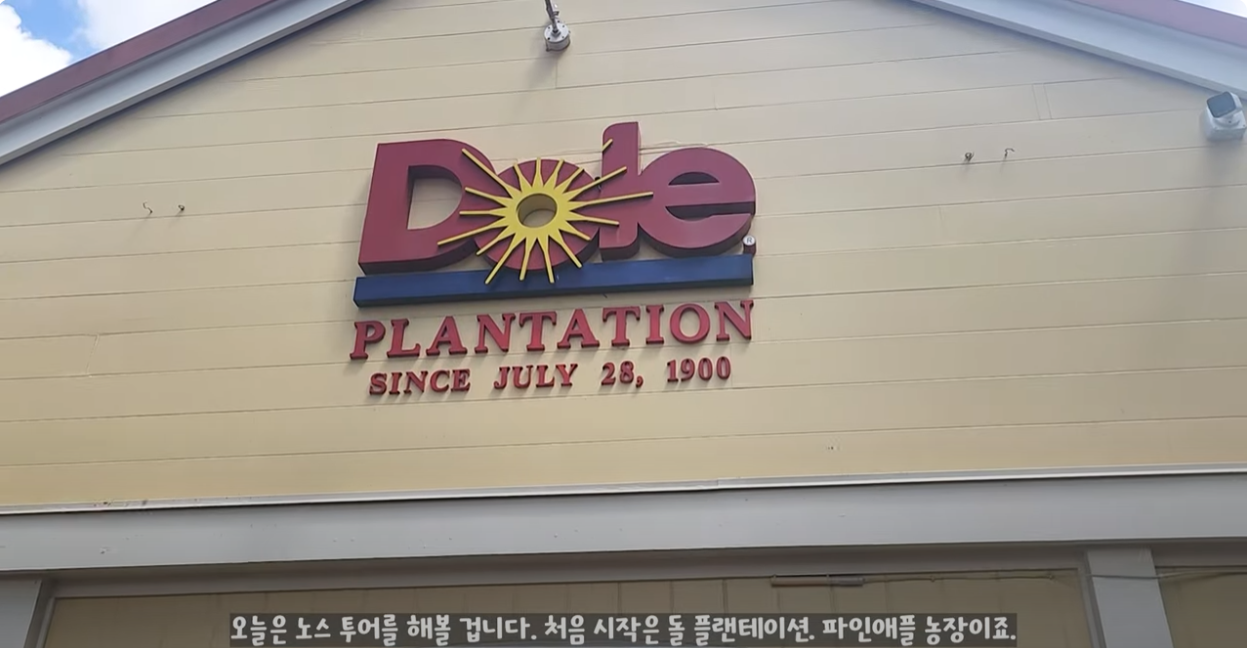 Dole®
PLANTATION
SINCE JULY 28, 1900
오늘은 노스 투어를 해볼 겁니다. 처음 시작은 돌 플랜테이션. 파인애플 농장이죠.